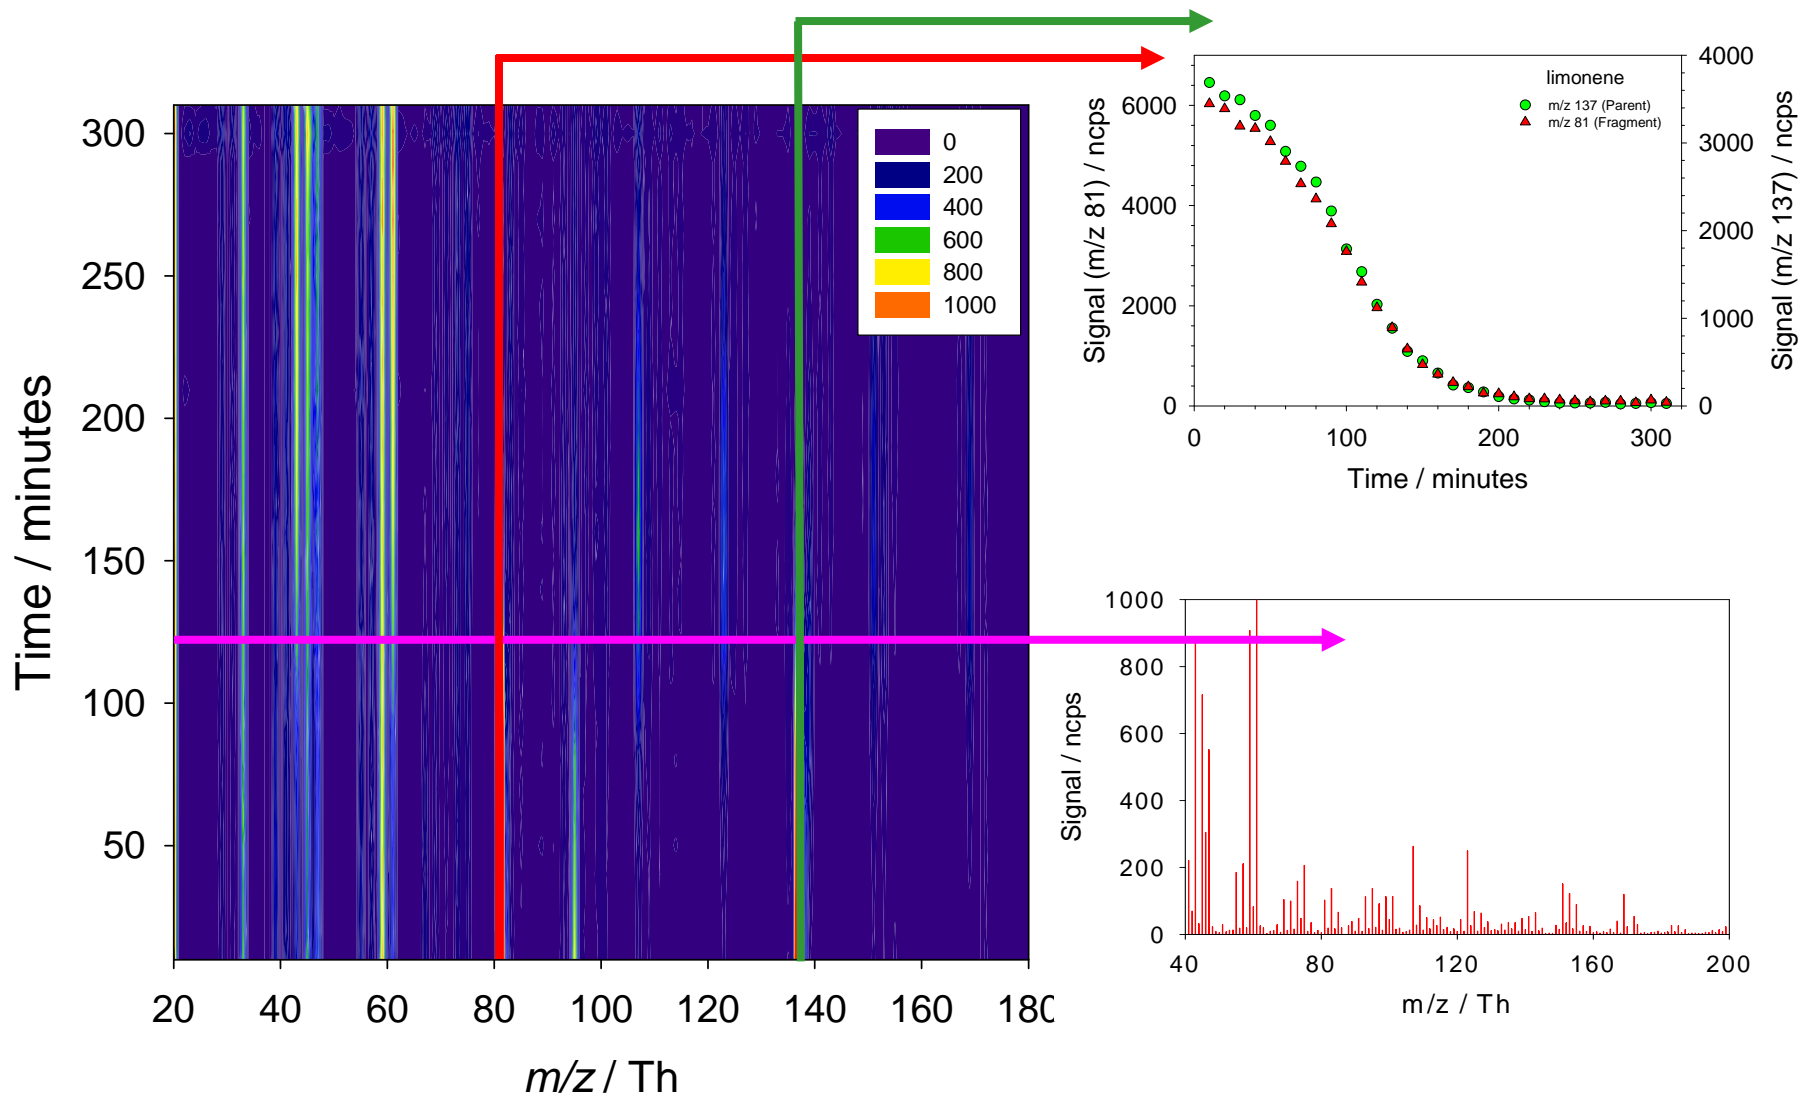 Time / minutes
300
250
200
150
100
50
20 40 60 80 100 120 140 160 180
m/z / Th
0
200
400
600
800
1000
Signal (m/z 81) / ncps
6000
4000
2000
0
limonene
m/z 137 (Parent)
m/z 81 (Fragment)
4000
3000
2000
1000
0
Signal (m/z 137) / ncps
0 100 200 300
Time / minutes
Signal / ncps
1000
800
600
400
200
0
40 80 120 160 200
m/z / Th